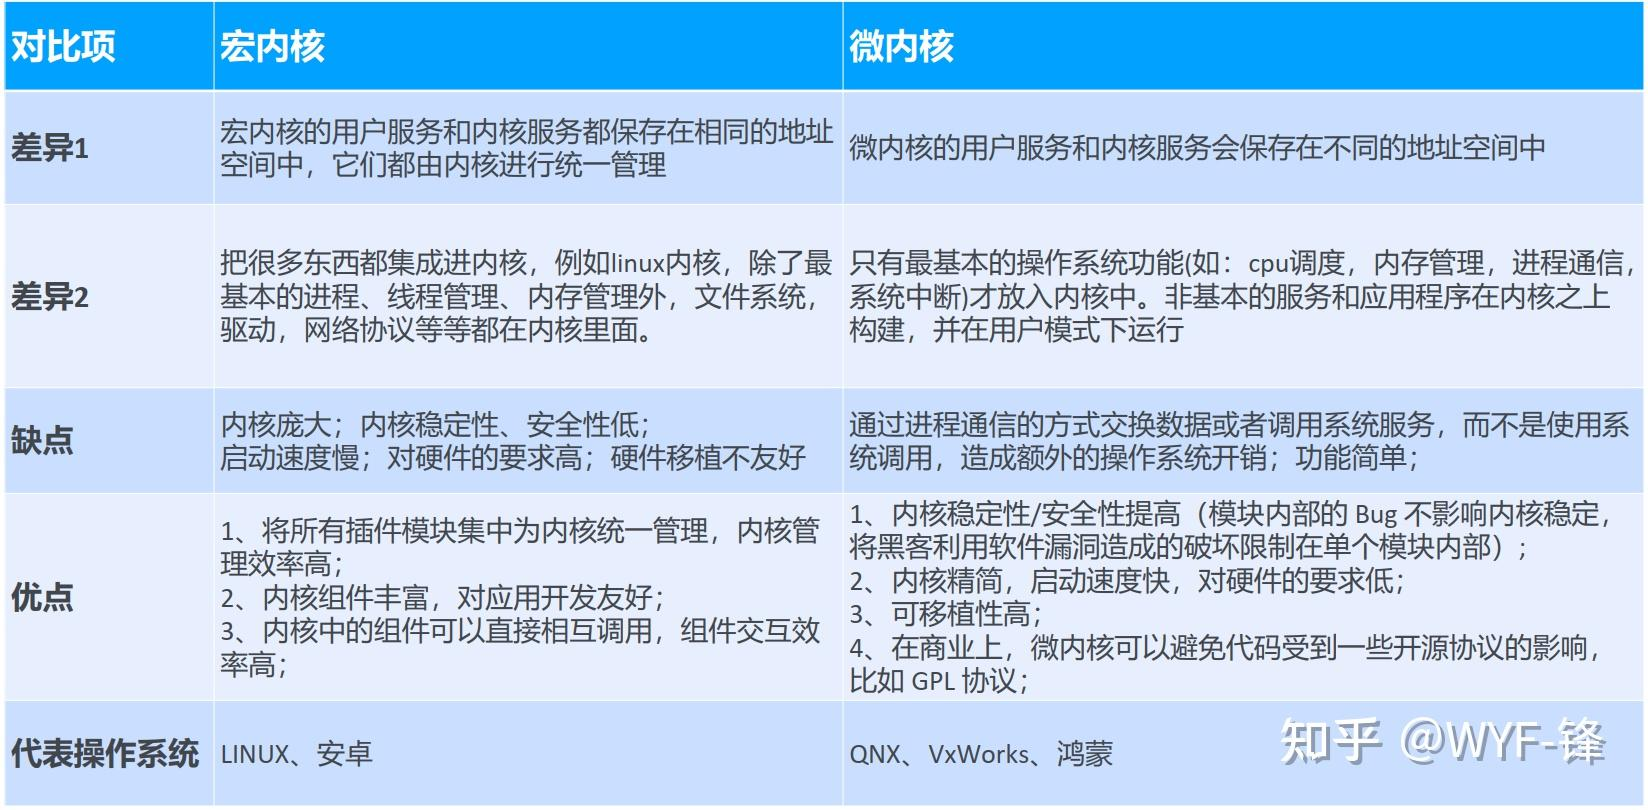 对比项
宏内核
微内核
差异1
宏内核的用户服务和内核服务都保存在相同的地址
空间中，它们都由内核进行统一管理
微内核的用户服务和内核服务会保存在不同的地址空间中
差异2
把很多东西都集成进内核，例如linux内核，除了最
基本的进程、线程管理、内存管理外，文件系统，
驱动，网络协议等等都在内核里面。
只有最基本的操作系统功能(如：cpu调度，内存管理，进程通信，
系统中断)才放入内核中。非基本的服务和应用程序在内核之上
构建，并在用户模式下运行
缺点
内核庞大；内核稳定性、安全性低；
启动速度慢；对硬件的要求高；硬件移植不友好
通过进程通信的方式交换数据或者调用系统服务，而不是使用系
统调用，造成额外的操作系统开销；功能简单；
优点
1、将所有插件模块集中为内核统一管理，内核管
理效率高；
2、内核组件丰富，对应用开发友好；
3、内核中的组件可以直接相互调用，组件交互效
率高；
1、内核稳定性/安全性提高（模块内部的 Bug 不影响内核稳定，
将黑客利用软件漏洞造成的破坏限制在单个模块内部）；
2、内核精简，启动速度快，对硬件的要求低；
3、可移植性高；
4、在商业上，微内核可以避免代码受到一些开源协议的影响，
比如 GPL 协议；
代表操作系统
LINUX、安卓
QNX、VxWorks、鸿蒙
知乎 @WYF-锋